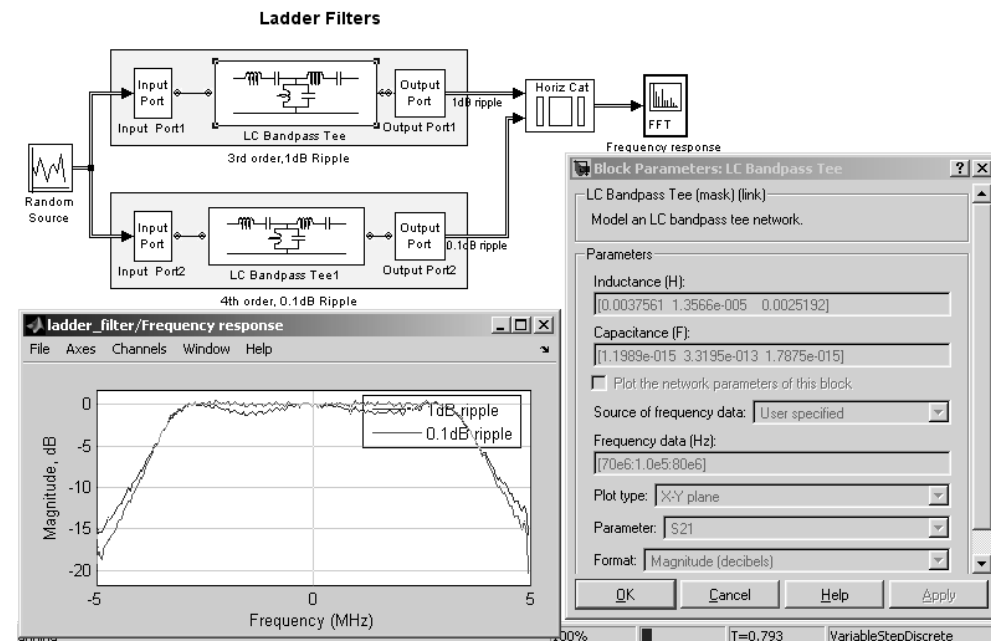 Ladder Filters
Input Port
Input Port1
LC Bandpass Tee
Output Port
Output Port1
3rd order,1dB Ripple
1dB ripple
Horiz Cat
FFT
Frequency response
Random Source
Input Port
Input Port2
LC Bandpass Tee1
Output Port
Output Port2
0.1dB ripple
4th order, 0.1dB Ripple
ladder_filter/Frequency response
File Axes Channels Window Help
Magnitude, dB
0
-5
-10
-15
-20
1dB ripple
0.1dB ripple
-5 0 5
Frequency (MHz)
Block Parameters: LC Bandpass Tee
LC Bandpass Tee (mask) (link)
Model an LC bandpass tee network.
Parameters
Inductance (H):
[0.0037561 1.3566e-005 0.0025192]
Capacitance (F):
[1.1989e-015 3.3195e-013 1.7875e-015]
Plot the network parameters of this block
Source of frequency data: User specified
Frequency data (Hz):
[70e6:1.0e5:80e6]
Plot type: X-Y plane
Parameter: S21
Format: Magnitude (decibels)
OK Cancel Help Apply
T=0.793 VariableStepDiscrete